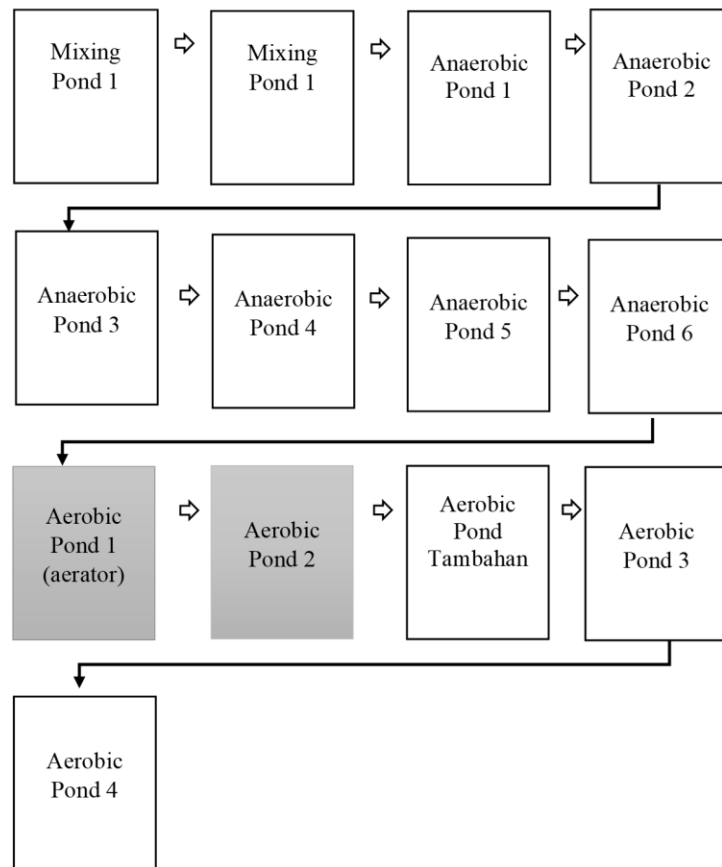 Mixing
Pond 1
Mixing
Pond 1
Anaerobic
Pond 1
Anaerobic
Pond 2
Anaerobic
Pond 3
Anaerobic
Pond 4
Anaerobic
Pond 5
Anaerobic
Pond 6
Aerobic
Pond 1
(aerator)
Aerobic
Pond 2
Aerobic
Pond
Tambahan
Aerobic
Pond 3
Aerobic
Pond 4